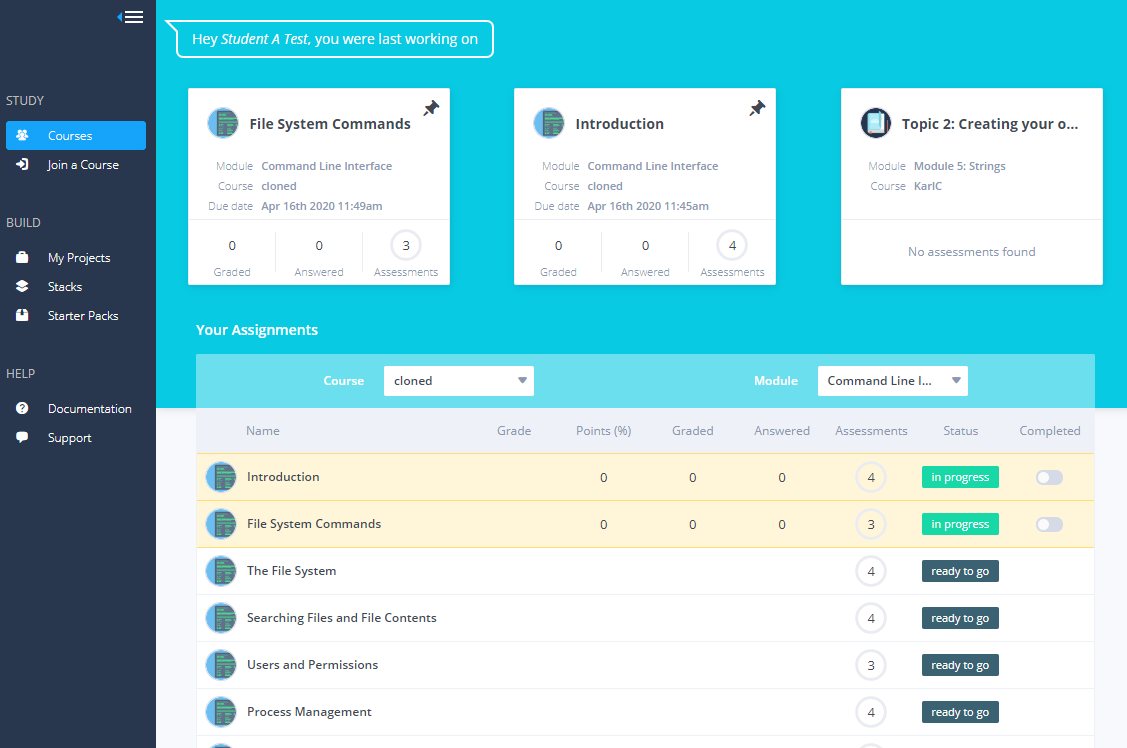 STUDY
Courses
Join a Course
BUILD
My Projects
Stacks
Starter Packs
HELP
Documentation
Support
Hey Student A Test, you were last working on
File System Commands
Module Command Line Interface
Course cloned
Due date Apr 16th 2020 11:49am
0 0 3
Graded Answered Assessments
Introduction
Module Command Line Interface
Course cloned
Due date Apr 16th 2020 11:45am
0 0 4
Graded Answered Assessments
Topic 2: Creating your o...
Module Module 5: Strings
Course KarlC
No assessments found
Your Assignments
Course cloned Module Command Line I...
Name Grade Points (%) Graded Answered Assessments Status Completed
Introduction 0 0 0 4 in progress
File System Commands 0 0 0 3 in progress
The File System 4 ready to go
Searching Files and File Contents 4 ready to go
Users and Permissions 3 ready to go
Process Management 4 ready to go